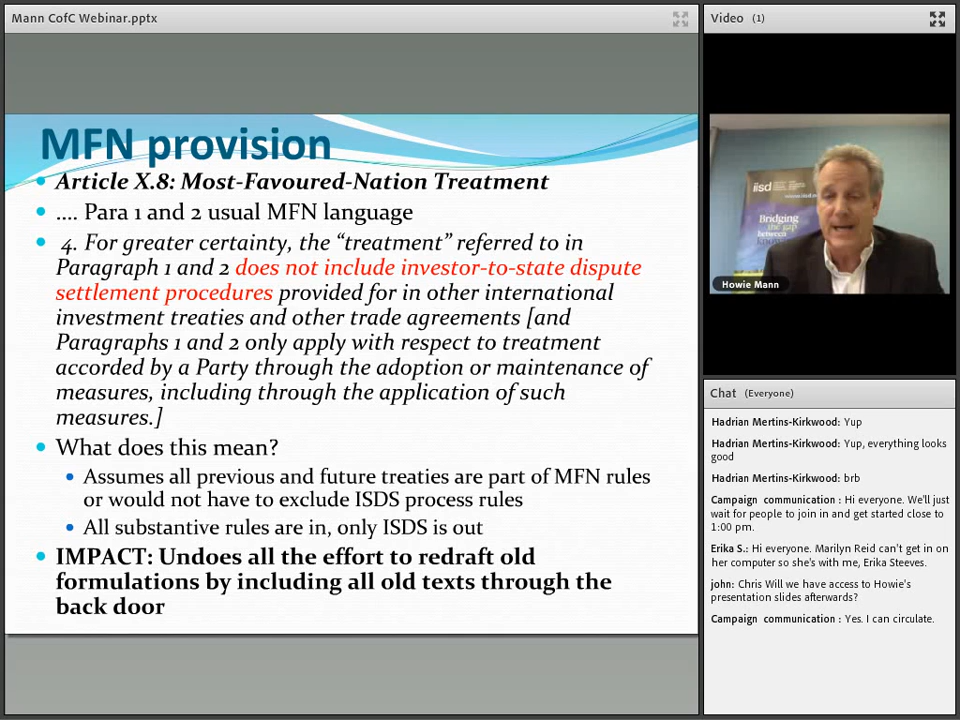 Mann CofC Webinar.pptx
MFN provision
Article X.8: Most-Favoured-Nation Treatment
.... Para 1 and 2 usual MFN language
4. For greater certainty, the “treatment” referred to in
Paragraph 1 and 2 does not include investor-to-state dispute
settlement procedures provided for in other international
investment treaties and other trade agreements [and
Paragraphs 1 and 2 only apply with respect to treatment
accorded by a Party through the adoption or maintenance of
measures, including through the application of such
measures.]
What does this mean?
Assumes all previous and future treaties are part of MFN rules
or would not have to exclude ISDS process rules
All substantive rules are in, only ISDS is out
IMPACT: Undoes all the effort to redraft old
formulations by including all old texts through the
back door
Video (1)
iisd
Bridging
the gap
between
Howie Mann
Chat (Everyone)
Hadrian Mertins-Kirkwood: Yup
Hadrian Mertins-Kirkwood: Yup, everything looks
good
Hadrian Mertins-Kirkwood: brb
Campaign communication : Hi everyone. We'll just
wait for people to join in and get started close to
1:00 pm.
Erika S.: Hi everyone. Marilyn Reid can't get in on
her computer so she's with me, Erika Steeves.
john: Chris Will we have access to Howie's
presentation slides afterwards?
Campaign communication : Yes. I can circulate.